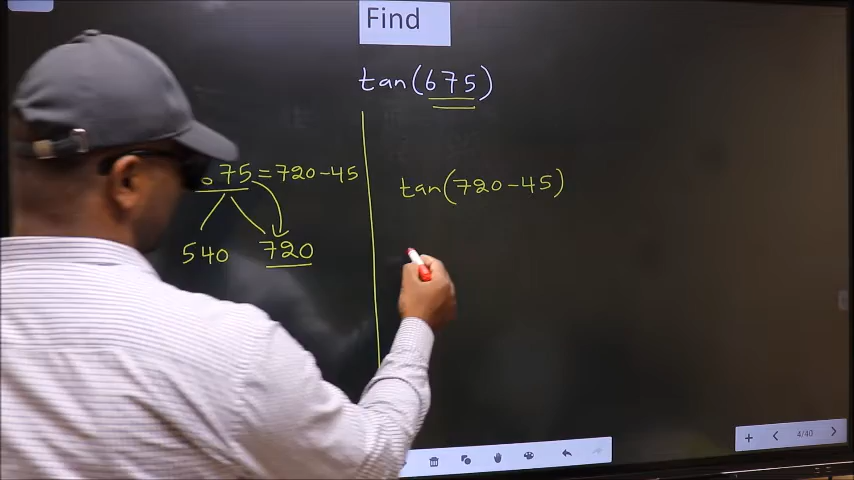 Find
tan(675)
75 = 720-45
540 720
tan(720-45)
4/40